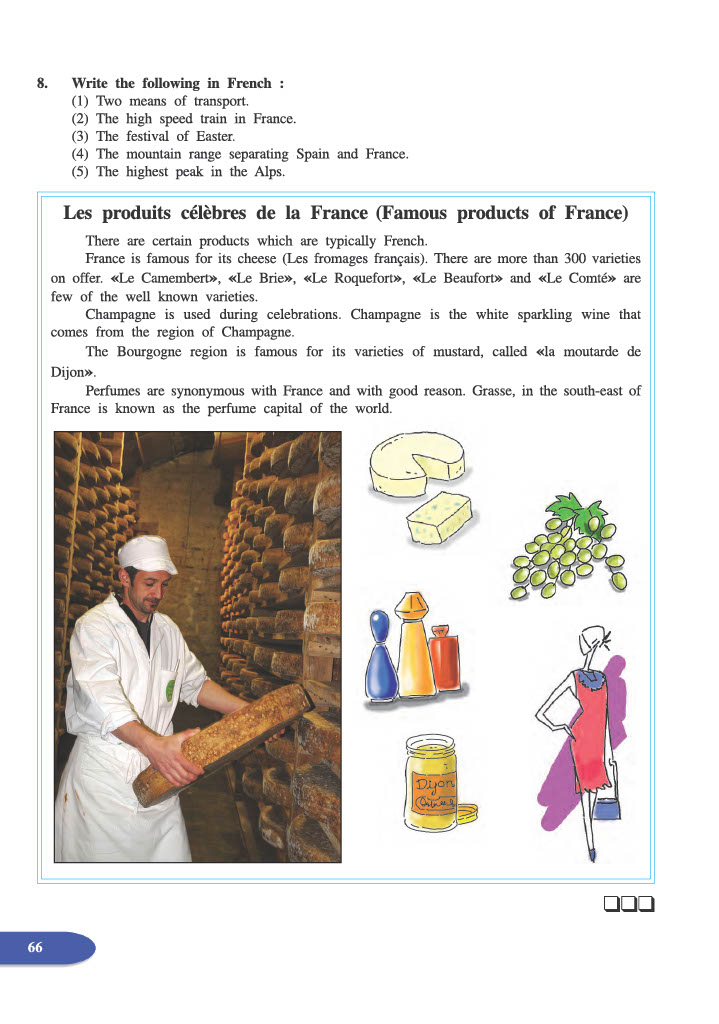 8. Write the following in French :
(1) Two means of transport.
(2) The high speed train in France.
(3) The festival of Easter.
(4) The mountain range separating Spain and France.
(5) The highest peak in the Alps.
Les produits célèbres de la France (Famous products of France)
There are certain products which are typically French.
France is famous for its cheese (Les fromages français). There are more than 300 varieties
on offer. «Le Camembert», «Le Brie», «Le Roquefort», «Le Beaufort» and «Le Comté» are
few of the well known varieties.
Champagne is used during celebrations. Champagne is the white sparkling wine that
comes from the region of Champagne.
The Bourgogne region is famous for its varieties of mustard, called «la moutarde de
Dijon».
Perfumes are synonymous with France and with good reason. Grasse, in the south-east of
France is known as the perfume capital of the world.
Dijon
66